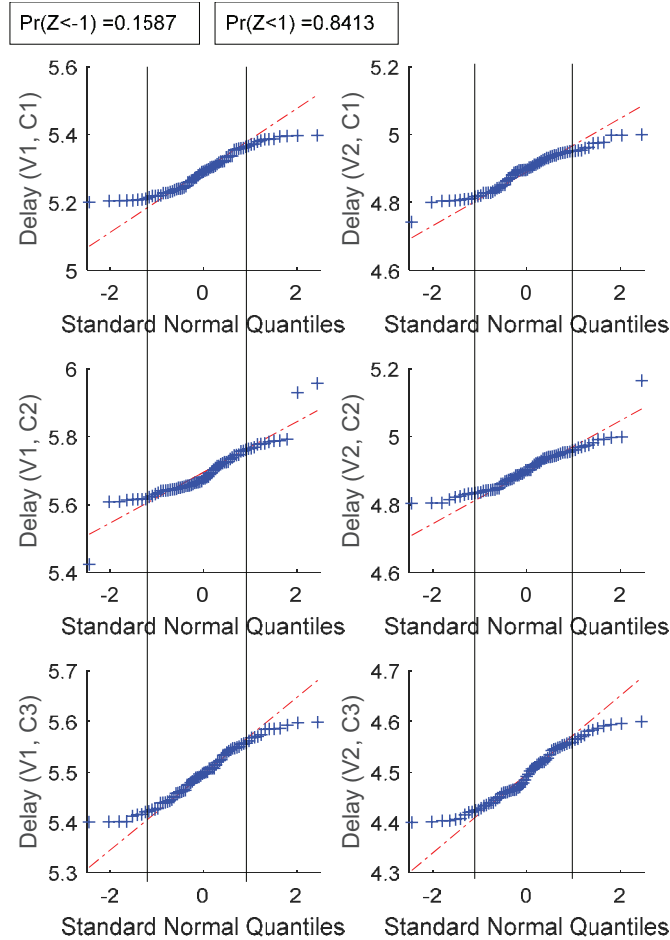 Pr(Z<-1) =0.1587 Pr(Z<1) =0.8413
5.6 5.2
5.4 5
5.2 4.8
5 4.6
Delay (V1, C1) Delay (V2, C1)
-2 0 2 -2 0 2
Standard Normal Quantiles Standard Normal Quantiles
6 5.2
5.8 5
5.6 4.8
5.4 4.6
Delay (V1, C2) Delay (V2, C2)
-2 0 2 -2 0 2
Standard Normal Quantiles Standard Normal Quantiles
5.7 4.7
5.6 4.6
5.5 4.5
5.4 4.4
5.3 4.3
Delay (V1, C3) Delay (V2, C3)
-2 0 2 -2 0 2
Standard Normal Quantiles Standard Normal Quantiles